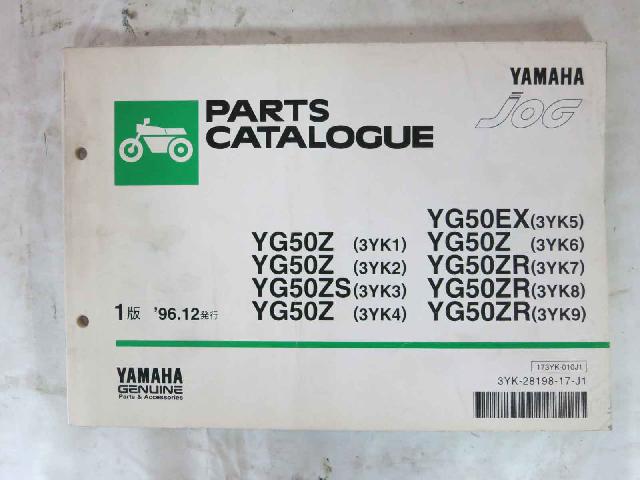 PARTS
CATALOGUE
YAMAHA
JOG
YG50Z (3YK1)
YG50Z (3YK2)
YG50ZS (3YK3)
YG50Z (3YK4)
YG50EX (3YK5)
YG50Z (3YK6)
YG50ZR (3YK7)
YG50ZR (3YK8)
YG50ZR (3YK9)
1版 '96.12発行
YAMAHA
GENUINE
Parts & Accessories
173YK-010J1
3YK-28198-17-J1